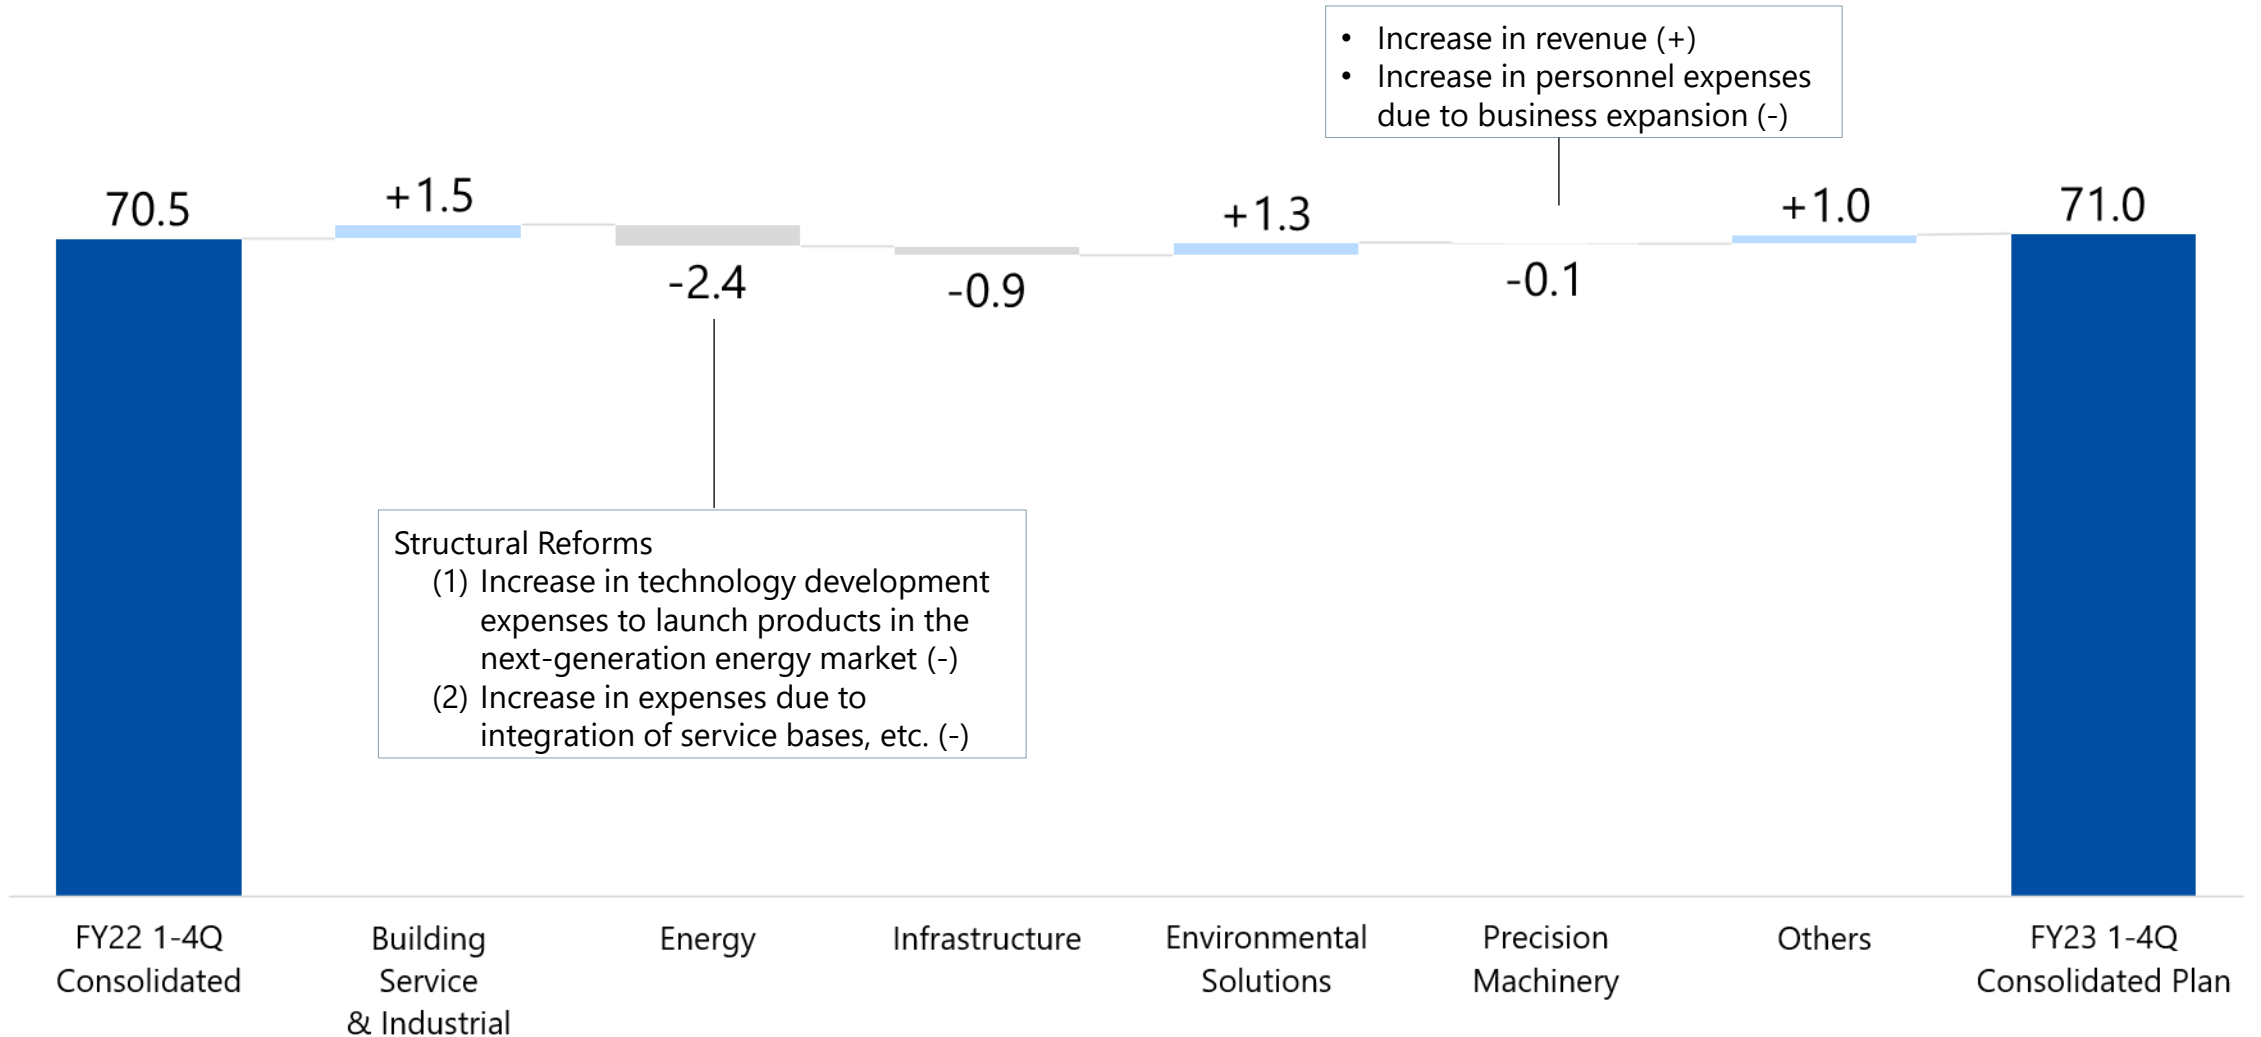 • Increase in revenue (+)
• Increase in personnel expenses
due to business expansion (-)
70.5
+1.5
-2.4
-0.9
+1.3
-0.1
+1.0
71.0
Structural Reforms
(1) Increase in technology development
expenses to launch products in the
next-generation energy market (-)
(2) Increase in expenses due to
integration of service bases, etc. (-)
FY22 1-4Q
Consolidated
Building
Service
& Industrial
Energy
Infrastructure
Environmental
Solutions
Precision
Machinery
Others
FY23 1-4Q
Consolidated Plan